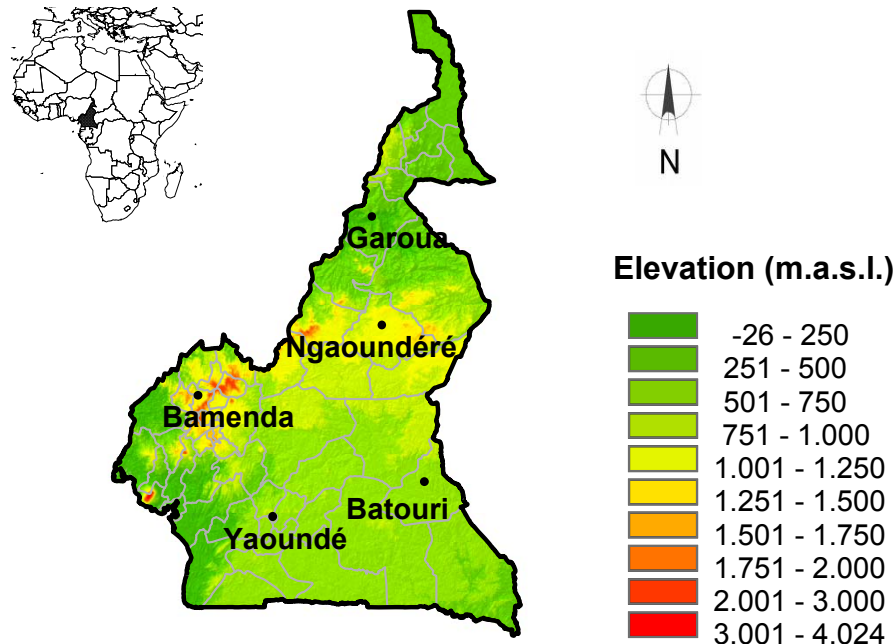 N
Garoua
Ngaoundéré
Bamenda
Batouri
Yaoundé
Elevation (m.a.s.l.)
-26 - 250
251 - 500
501 - 750
751 - 1.000
1.001 - 1.250
1.251 - 1.500
1.501 - 1.750
1.751 - 2.000
2.001 - 3.000
3.001 - 4.024